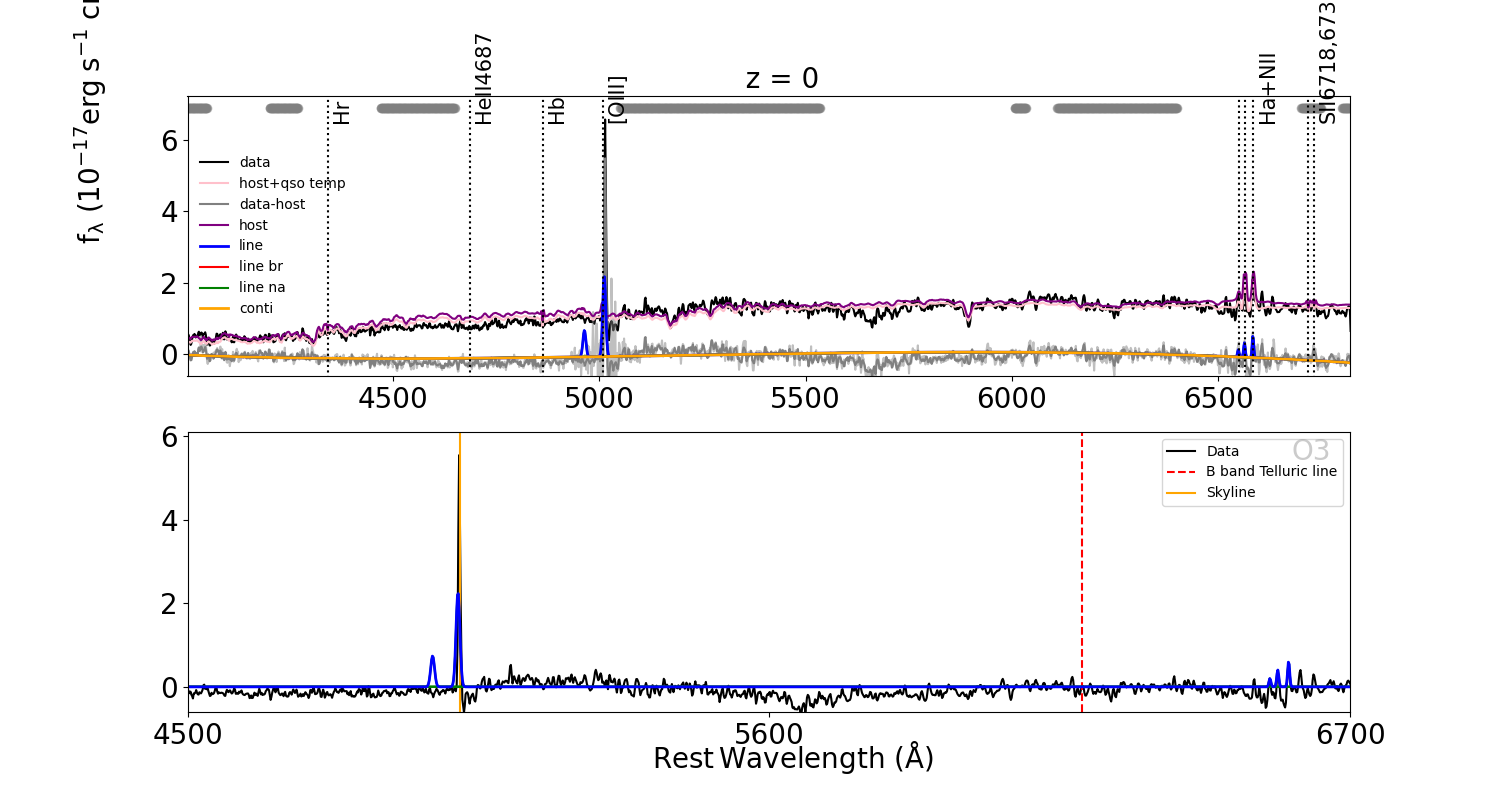 z = 0
fλ (10⁻¹⁷erg s⁻¹
Hr
HeII4687
Hb
[OIII]
Ha+NII
SII6718,673
data
host+qso temp
data-host
host
line
line br
line na
conti
6
4
2
0
4500 5000 5500 6000 6500
O3
Data
B band Telluric line
Skyline
6
4
2
0
4500 5600 6700
Rest Wavelength (Å)